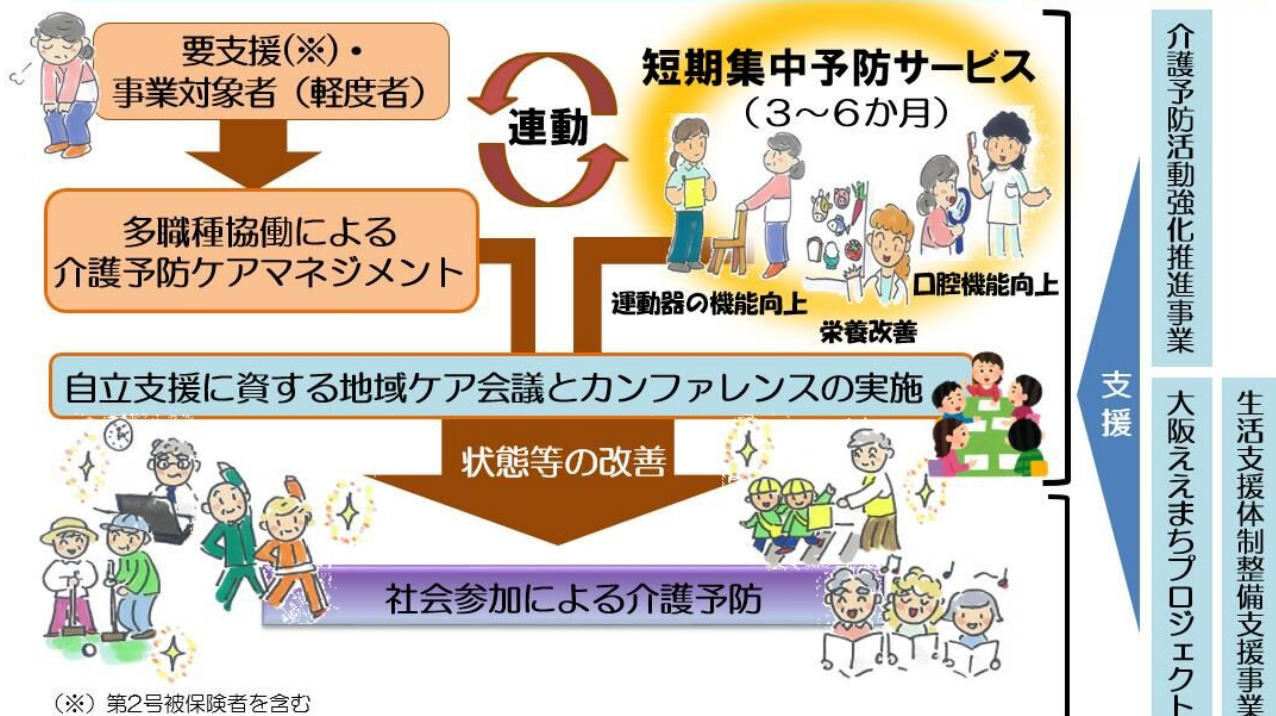 要支援(※)・
事業対象者（軽度者）
連動
短期集中予防サービス
（３～６か月）
多職種協働による
介護予防ケアマネジメント
運動器の機能向上
栄養改善
口腔機能向上
自立支援に資する地域ケア会議とカンファレンスの実施
状態等の改善
社会参加による介護予防
（※）第2号被保険者を含む
支援
介護予防活動強化推進事業
大阪ええまちプロジェクト
生活支援体制整備支援事業